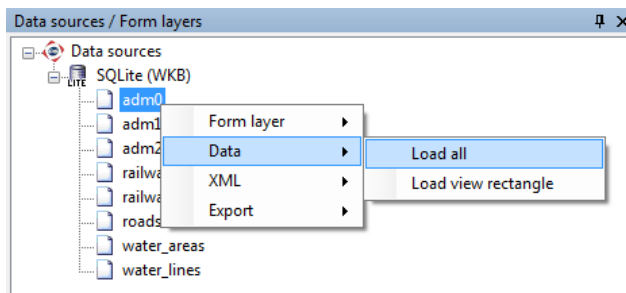 Data sources / Form layers
Data sources
LITE SQLite (WKB)
adm0
adm1
adm2
Form layer
Data
XML
Export
Load all
Load view rectangle
railwa
railwa
roads
water_areas
water_lines